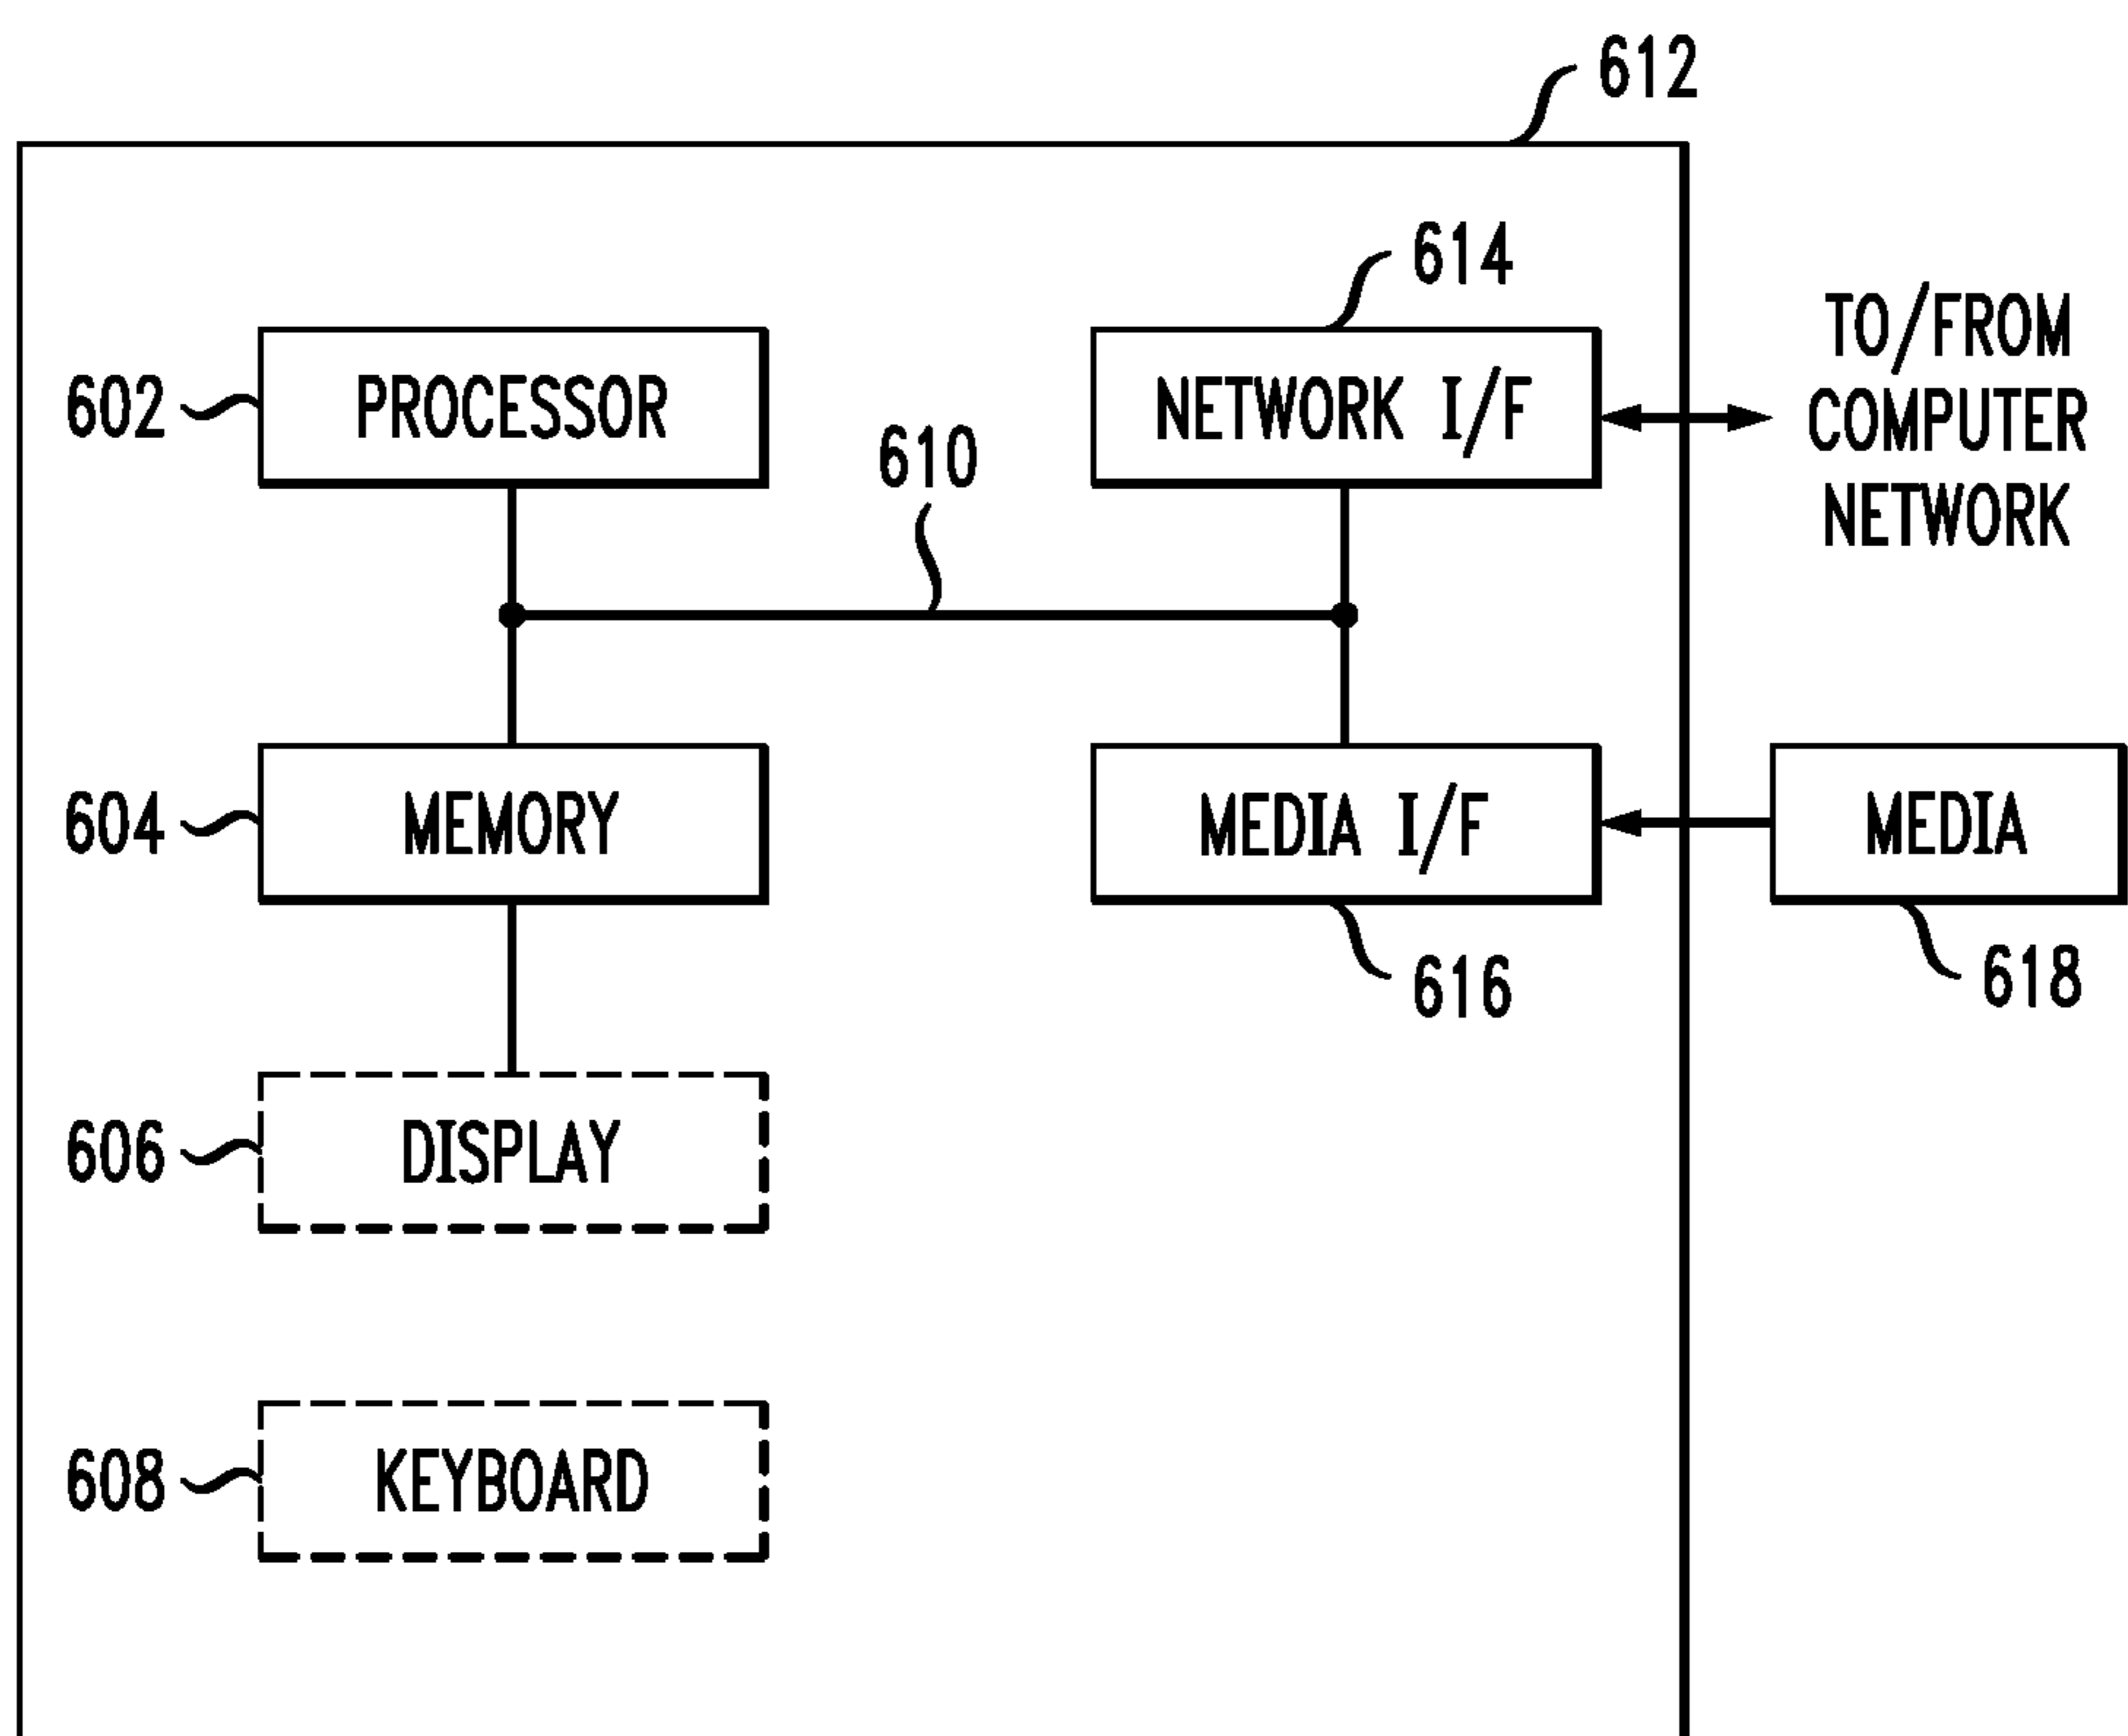 612
614
602
PROCESSOR
NETWORK I/F
TO/FROM
COMPUTER
NETWORK
610
604
MEMORY
MEDIA I/F
MEDIA
616
618
606
DISPLAY
608
KEYBOARD